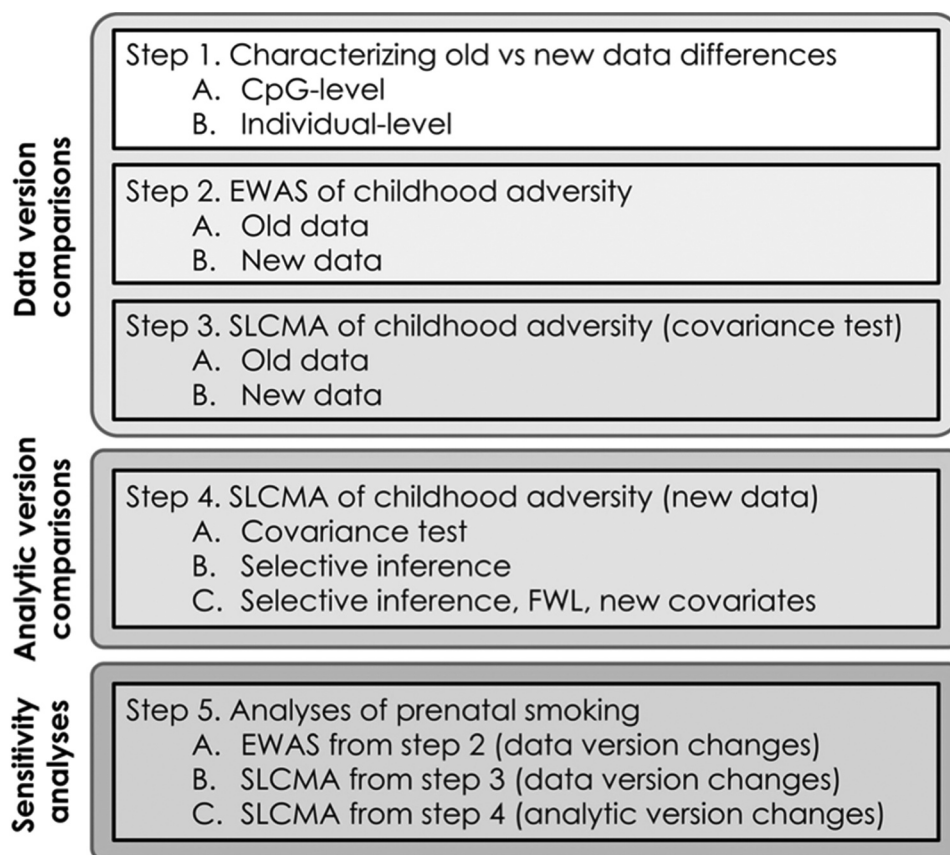 Data version
comparisons
Step 1. Characterizing old vs new data differences
A. CpG-level
B. Individual-level
Step 2. EWAS of childhood adversity
A. Old data
B. New data
Step 3. SLCMA of childhood adversity (covariance test)
A. Old data
B. New data
Analytic version
comparisons
Step 4. SLCMA of childhood adversity (new data)
A. Covariance test
B. Selective inference
C. Selective inference, FWL, new covariates
Sensitivity
analyses
Step 5. Analyses of prenatal smoking
A. EWAS from step 2 (data version changes)
B. SLCMA from step 3 (data version changes)
C. SLCMA from step 4 (analytic version changes)